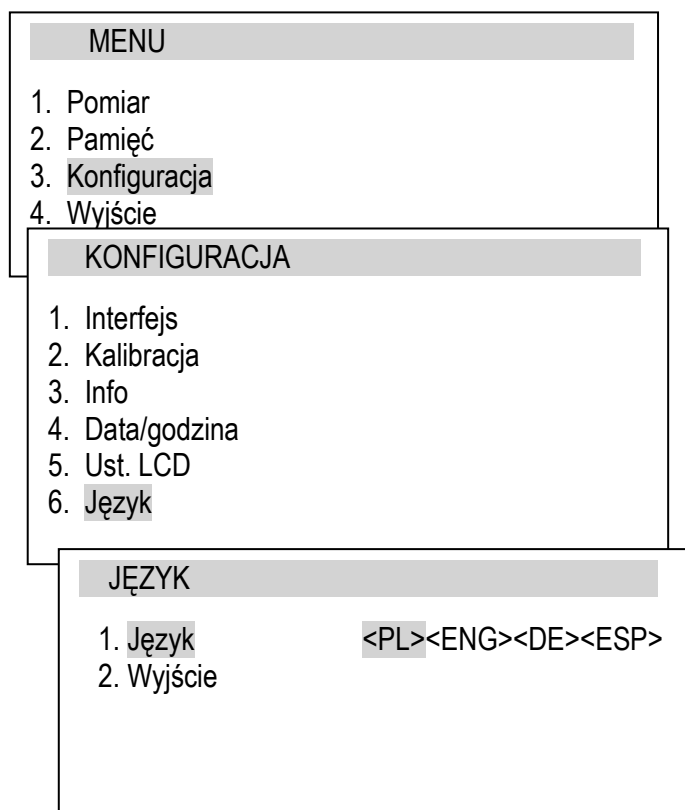 MENU
1. Pomiar
2. Pamięć
3. Konfiguracja
4. Wyjście
KONFIGURACJA
1. Interfejs
2. Kalibracja
3. Info
4. Data/godzina
5. Ust. LCD
6. Język
JĘZYK
1. Język <PL><ENG><DE><ESP>
2. Wyjście